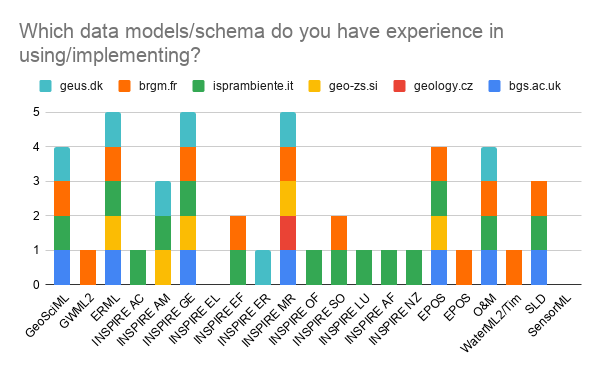 Which data models/schema do you have experience in
using/implementing?
geus.dk brgm.fr isprambiente.it geo-zs.si geology.cz bgs.ac.uk
5
4
3
2
1
0
GeoSciML
GWML2
ERML
INSPIRE AC
INSPIRE AM
INSPIRE GE
INSPIRE EL
INSPIRE EF
INSPIRE ER
INSPIRE MR
INSPIRE OF
INSPIRE SO
INSPIRE LU
INSPIRE AF
INSPIRE NZ
EPOS
EPOS
O&M
WaterML2/Tim
SLD
SensorML